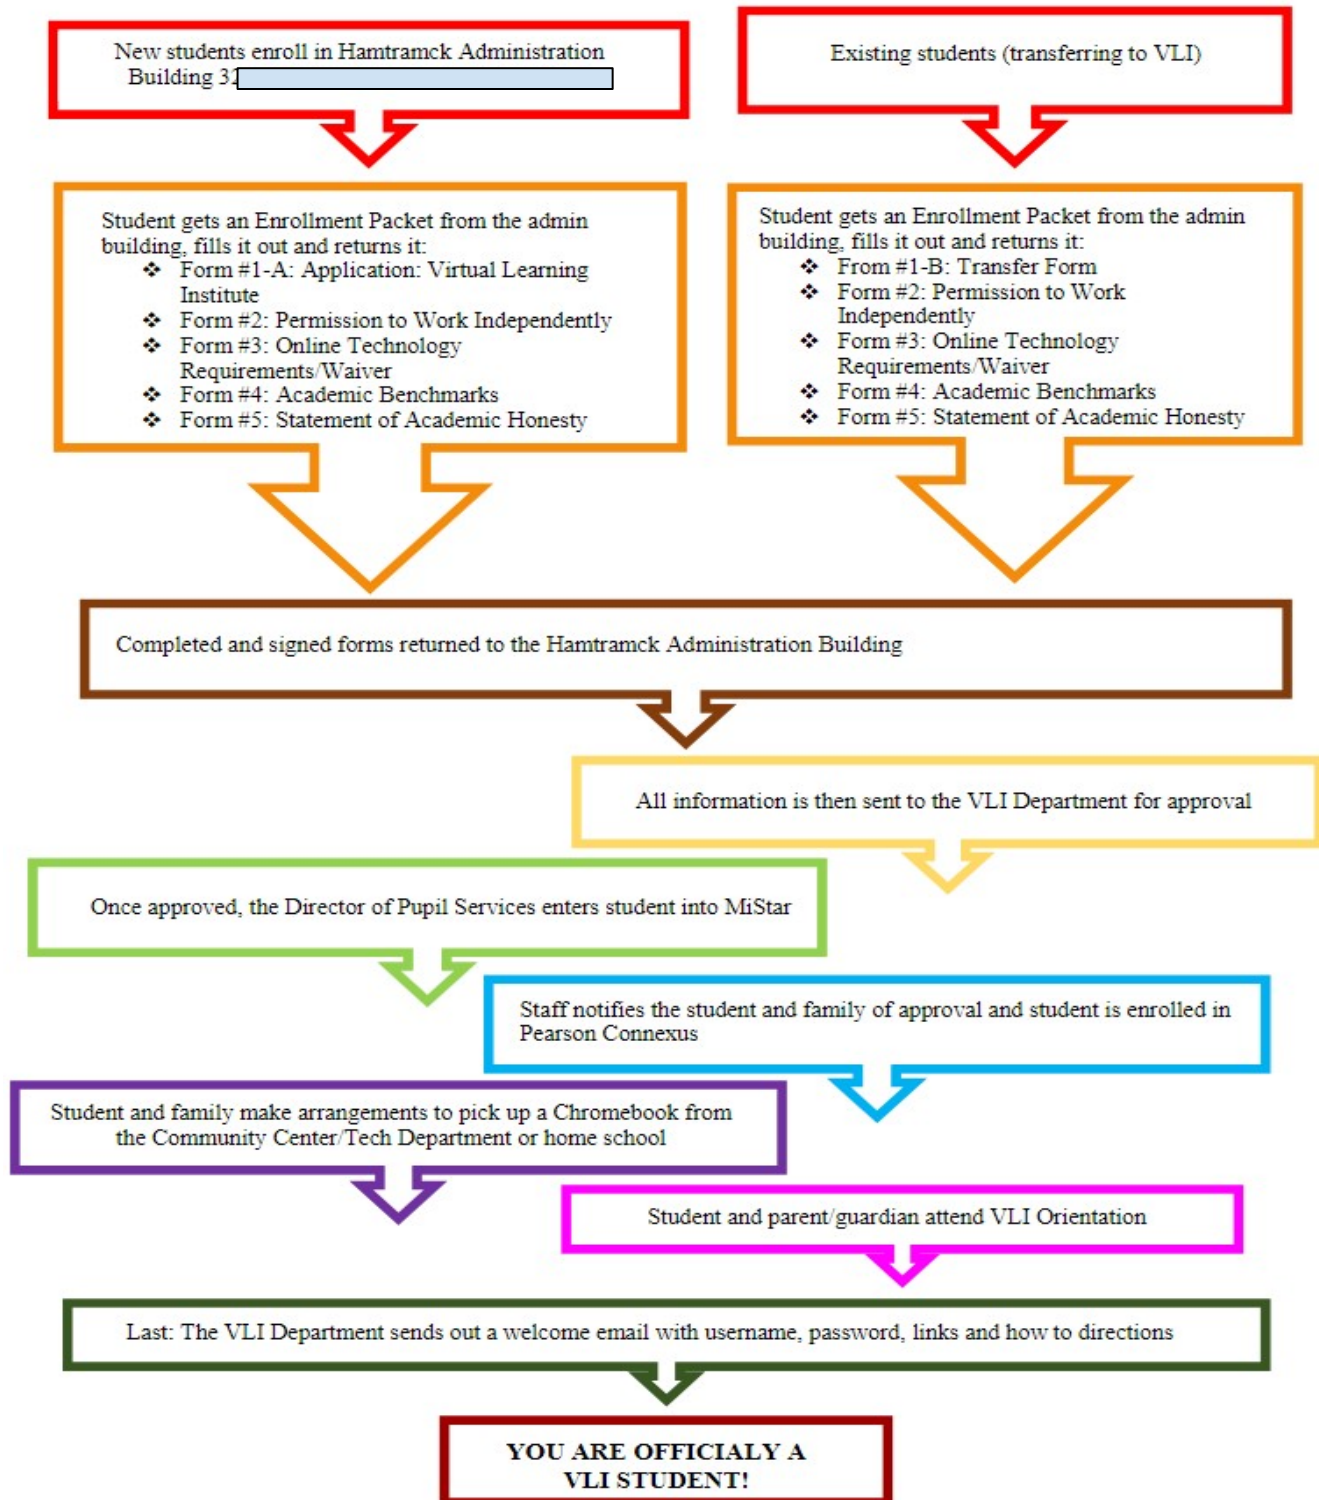 New students enroll in Hamtramck Administration
Building 32
Existing students (transferring to VLI)
Student gets an Enrollment Packet from the admin
building, fills it out and returns it:
❖ Form #1-A: Application: Virtual Learning
Institute
❖ Form #2: Permission to Work Independently
❖ Form #3: Online Technology
Requirements/Waiver
❖ Form #4: Academic Benchmarks
❖ Form #5: Statement of Academic Honesty
Student gets an Enrollment Packet from the admin
building, fills it out and returns it:
❖ From #1-B: Transfer Form
❖ Form #2: Permission to Work
Independently
❖ Form #3: Online Technology
Requirements/Waiver
❖ Form #4: Academic Benchmarks
❖ Form #5: Statement of Academic Honesty
Completed and signed forms returned to the Hamtramck Administration Building
All information is then sent to the VLI Department for approval
Once approved, the Director of Pupil Services enters student into MiStar
Staff notifies the student and family of approval and student is enrolled in
Pearson Connexus
Student and family make arrangements to pick up a Chromebook from
the Community Center/Tech Department or home school
Student and parent/guardian attend VLI Orientation
Last: The VLI Department sends out a welcome email with username, password, links and how to directions
YOU ARE OFFICIALY A
VLI STUDENT!